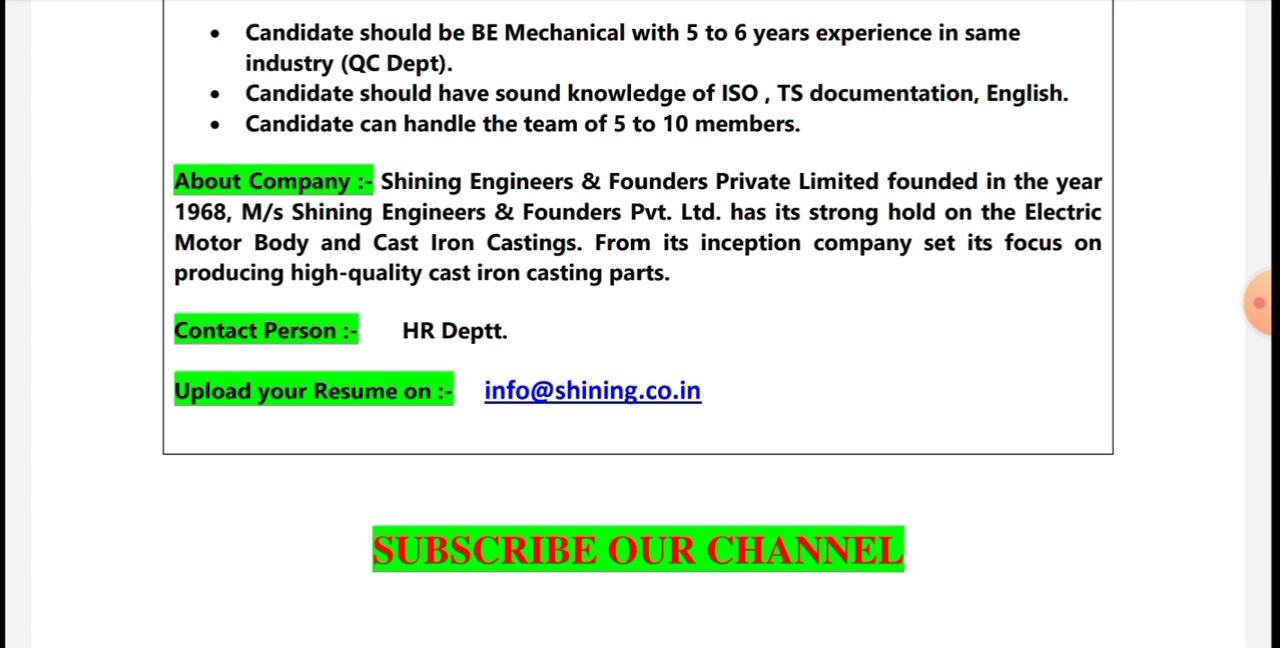 • Candidate should be BE Mechanical with 5 to 6 years experience in same
industry (QC Dept).
• Candidate should have sound knowledge of ISO , TS documentation, English.
• Candidate can handle the team of 5 to 10 members.
About Company :- Shining Engineers & Founders Private Limited founded in the year
1968, M/s Shining Engineers & Founders Pvt. Ltd. has its strong hold on the Electric
Motor Body and Cast Iron Castings. From its inception company set its focus on
producing high-quality cast iron casting parts.
Contact Person :- HR Deptt.
Upload your Resume on :- info@shining.co.in
SUBSCRIBE OUR CHANNEL